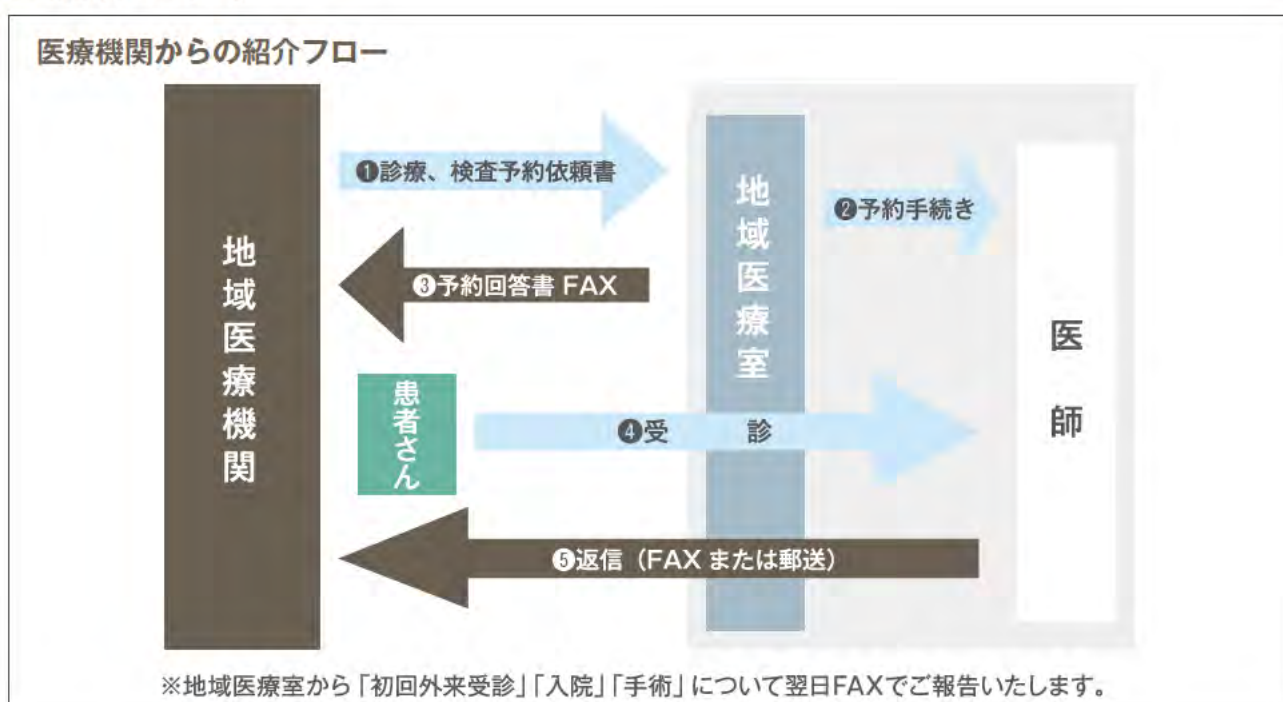 医療機関からの紹介フロー
地域医療機関
❶診療、検査予約依頼書
地域医療室
❷予約手続き
医師
❸予約回答書 FAX
患者さん
❹受 診
❺返信（FAX または郵送）
※地域医療室から「初回外来受診」「入院」「手術」について翌日FAXでご報告いたします。